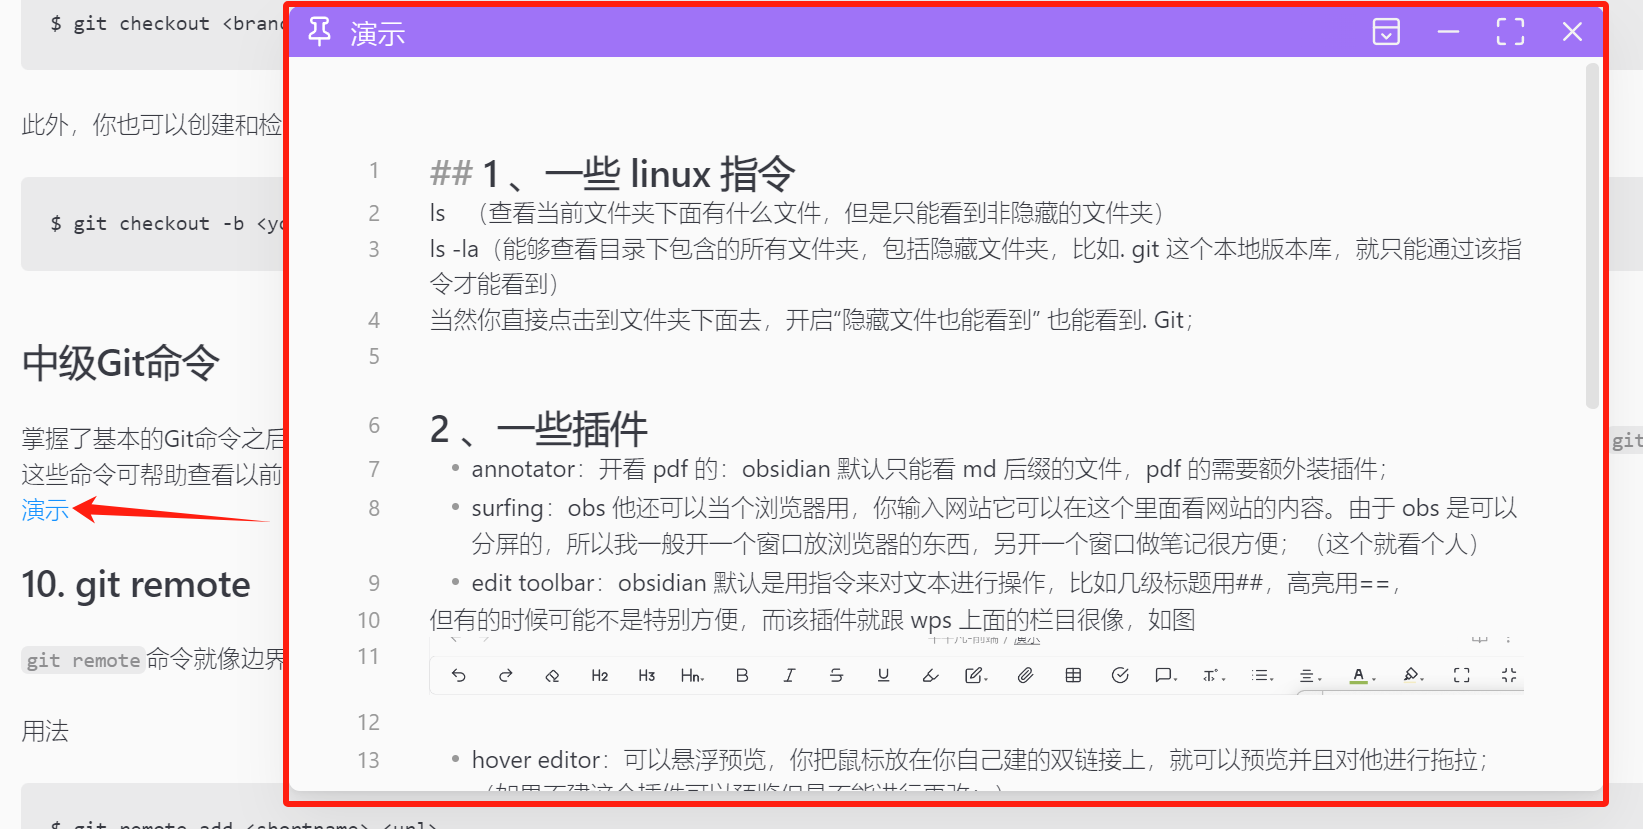 $ git checkout <bran
此外，你也可以创建和检
$ git checkout -b <yo
中级Git命令
掌握了基本的Git命令之后
这些命令可帮助查看以前
演示
10. git remote
git remote命令就像边界
用法
$ git remote add <shortname> <url>
git
演示
1 ## 1、一些 linux 指令
2 ls （查看当前文件夹下面有什么文件，但是只能看到非隐藏的文件夹）
3 ls -la（能够查看目录下包含的所有文件夹，包括隐藏文件夹，比如. git 这个本地版本库，就只能通过该指
令才能看到）
4 当然你直接点击到文件夹下面去，开启“隐藏文件也能看到” 也能看到. Git；
5
6 2 、一些插件
7 • annotator：开看 pdf 的：obsidian 默认只能看 md 后缀的文件，pdf 的需要额外装插件；
8 • surfing：obs 他还可以当个浏览器用，你输入网站它可以在这个里面看网站的内容。由于 obs 是可以
分屏的，所以我一般开一个窗口放浏览器的东西，另开一个窗口做笔记很方便；（这个就看个人）
9 • edit toolbar：obsidian 默认是用指令来对文本进行操作，比如几级标题用##，高亮用==，
10 但有的时候可能不是特别方便，而该插件就跟 wps 上面的栏目很像，如图
11
H2 H3 Hn B I S U A
12
13 • hover editor：可以悬浮预览，你把鼠标放在你自己建的双链接上，就可以预览并且对他进行拖拉；